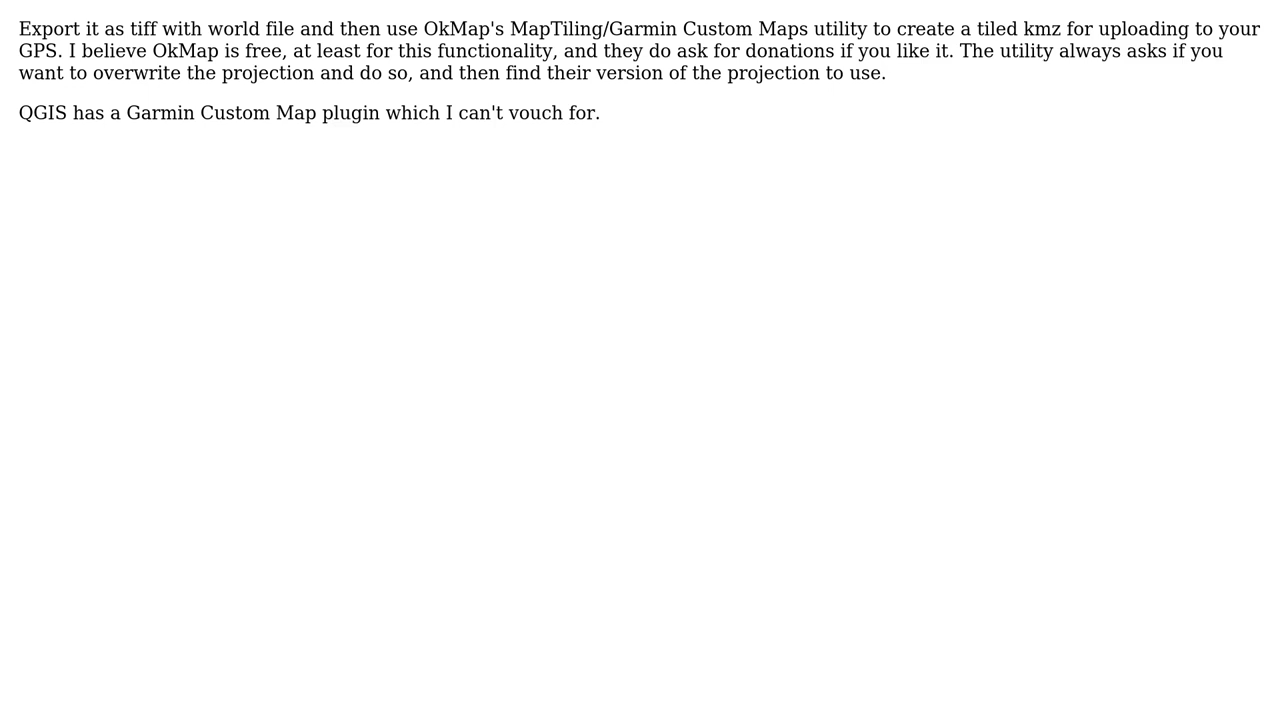 Export it as tiff with world file and then use OkMap's MapTiling/Garmin Custom Maps utility to create a tiled kmz for uploading to your
GPS. I believe OkMap is free, at least for this functionality, and they do ask for donations if you like it. The utility always asks if you
want to overwrite the projection and do so, and then find their version of the projection to use.
QGIS has a Garmin Custom Map plugin which I can't vouch for.